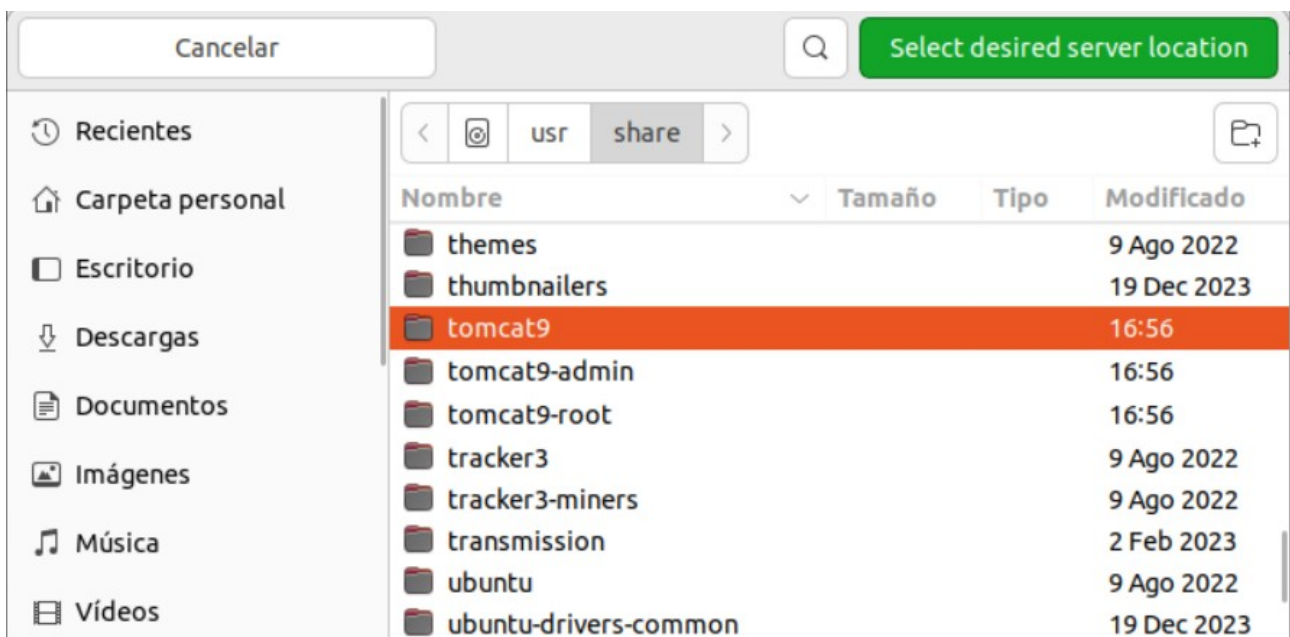 Cancelar
Select desired server location
Recientes
Carpeta personal
Escritorio
Descargas
Documentos
Imágenes
Música
Vídeos
usr
share
Nombre Tamaño Tipo Modificado
themes 9 Ago 2022
thumbnailers 19 Dec 2023
tomcat9 16:56
tomcat9-admin 16:56
tomcat9-root 16:56
tracker3 9 Ago 2022
tracker3-miners 9 Ago 2022
transmission 2 Feb 2023
ubuntu 9 Ago 2022
ubuntu-drivers-common 19 Dec 2023